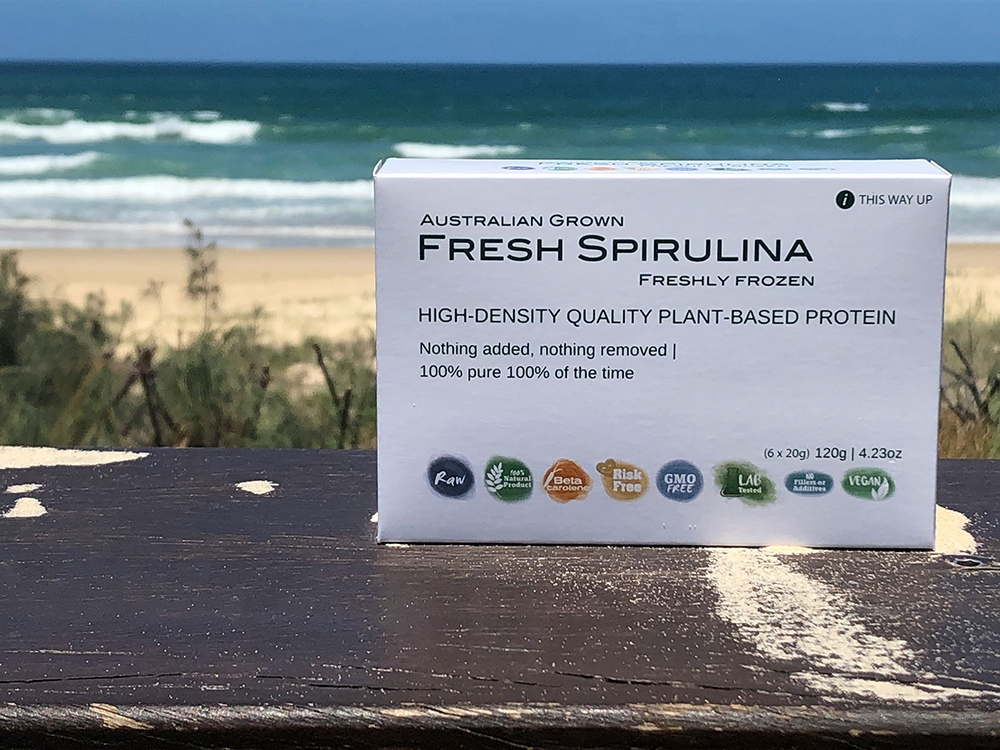 FRESH SPIRULINA
i THIS WAY UP
AUSTRALIAN GROWN
FRESH SPIRULINA
FRESHLY FROZEN
HIGH-DENSITY QUALITY PLANT-BASED PROTEIN
Nothing added, nothing removed |
100% pure 100% of the time
(6 x 20g) 120g | 4.23oz
Raw
100%
Natural
Product
Beta
carotene
Risk
Free
GMO
FREE
LAB
Tested
NO
Fillers or
Additives
VEGAN